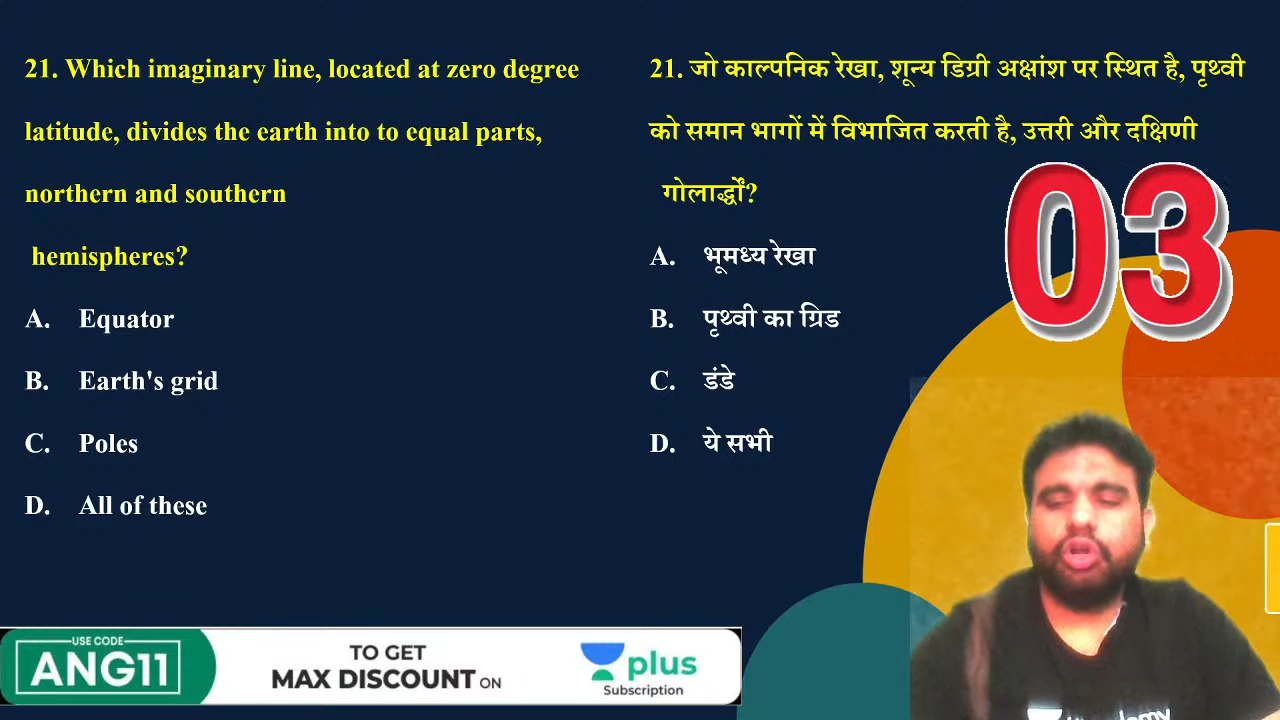 21. Which imaginary line, located at zero degree
latitude, divides the earth into to equal parts,
northern and southern
hemispheres?
A. Equator
B. Earth's grid
C. Poles
D. All of these
21. जो काल्पनिक रेखा, शून्य डिग्री अक्षांश पर स्थित है, पृथ्वी
को समान भागों में विभाजित करती है, उत्तरी और दक्षिणी
गोलार्द्धों?
A. भूमध्य रेखा
B. पृथ्वी का ग्रिड
C. डंडे
D. ये सभी
03
USE CODE
ANG11
TO GET
MAX DISCOUNT ON
plus
Subscription